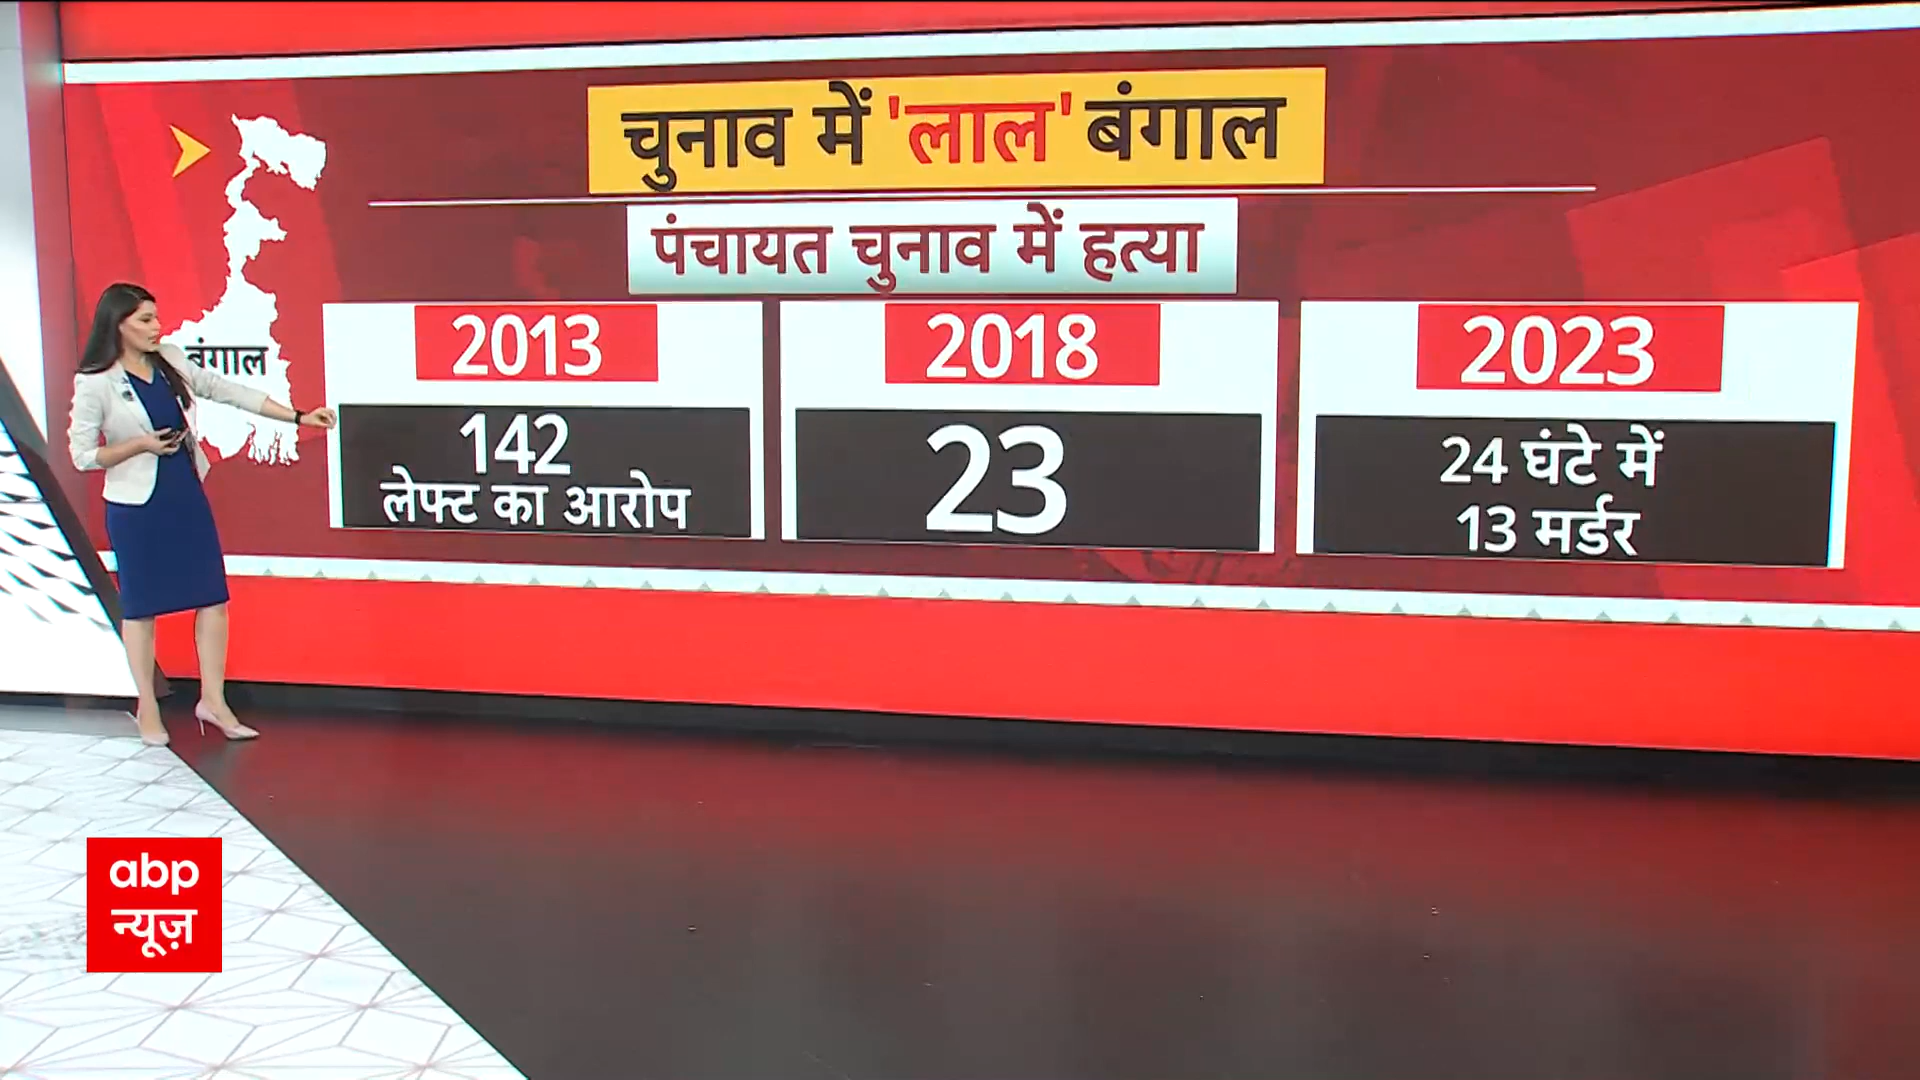 चुनाव में 'लाल' बंगाल
पंचायत चुनाव में हत्या
बंगाल
2013
142
लेफ्ट का आरोप
2018
23
2023
24 घंटे में
13 मर्डर
abp
न्यूज़